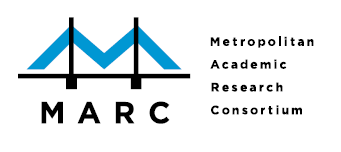 MARC
Metropolitan
Academic
Research
Consortium